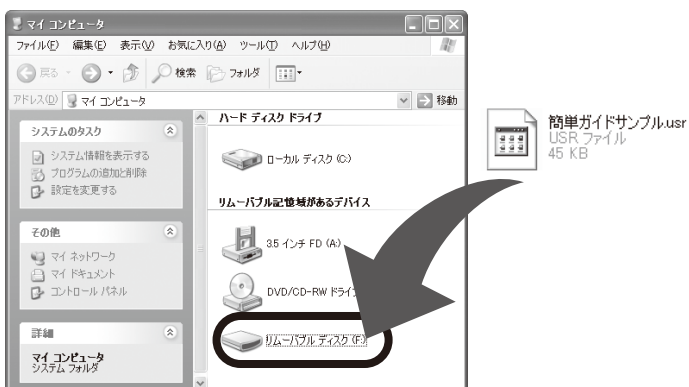 マイ コンピュータ
ファイル(F) 編集(E) 表示(V) お気に入り(A) ツール(T) ヘルプ(H)
戻る 検索 フォルダ
アドレス(D) マイ コンピュータ 移動
システムのタスク
システム情報を表示する
プログラムの追加と削除
設定を変更する
その他
マイ ネットワーク
マイ ドキュメント
コントロール パネル
詳細
マイ コンピュータ
システム フォルダ
ハード ディスク ドライブ
ローカル ディスク (C:)
リムーバブル記憶域があるデバイス
3.5 インチ FD (A:)
DVD/CD-RW ドライ
リムーバブル ディスク (F:)
簡単ガイドサンプル.usr
USR ファイル
45 KB